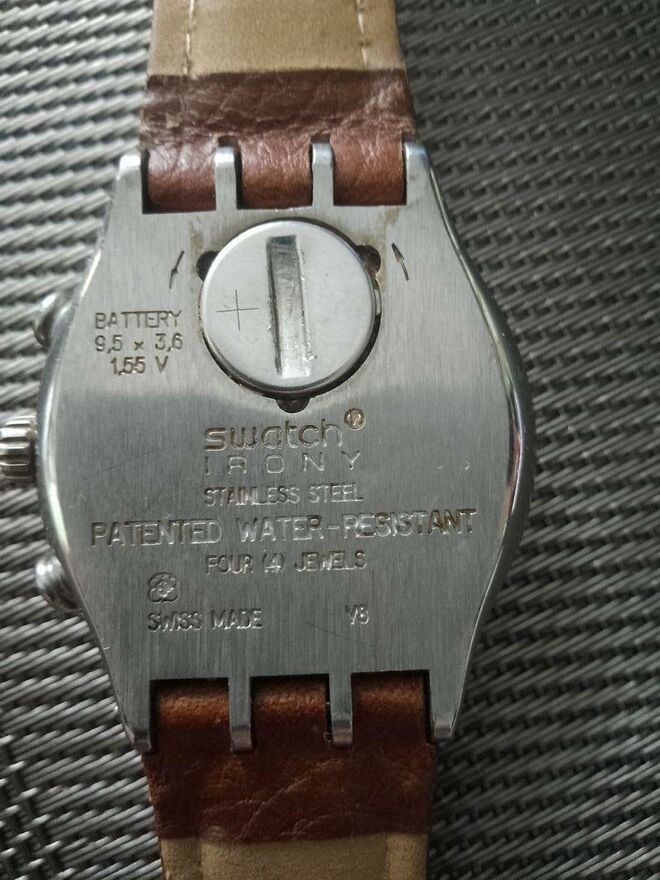 +
BATTERY
9,5 x 3,6
1,55 V
swatch®
IRONY
STAINLESS STEEL
PATENTED WATER-RESISTANT
FOUR (4) JEWELS
SWISS MADE V8